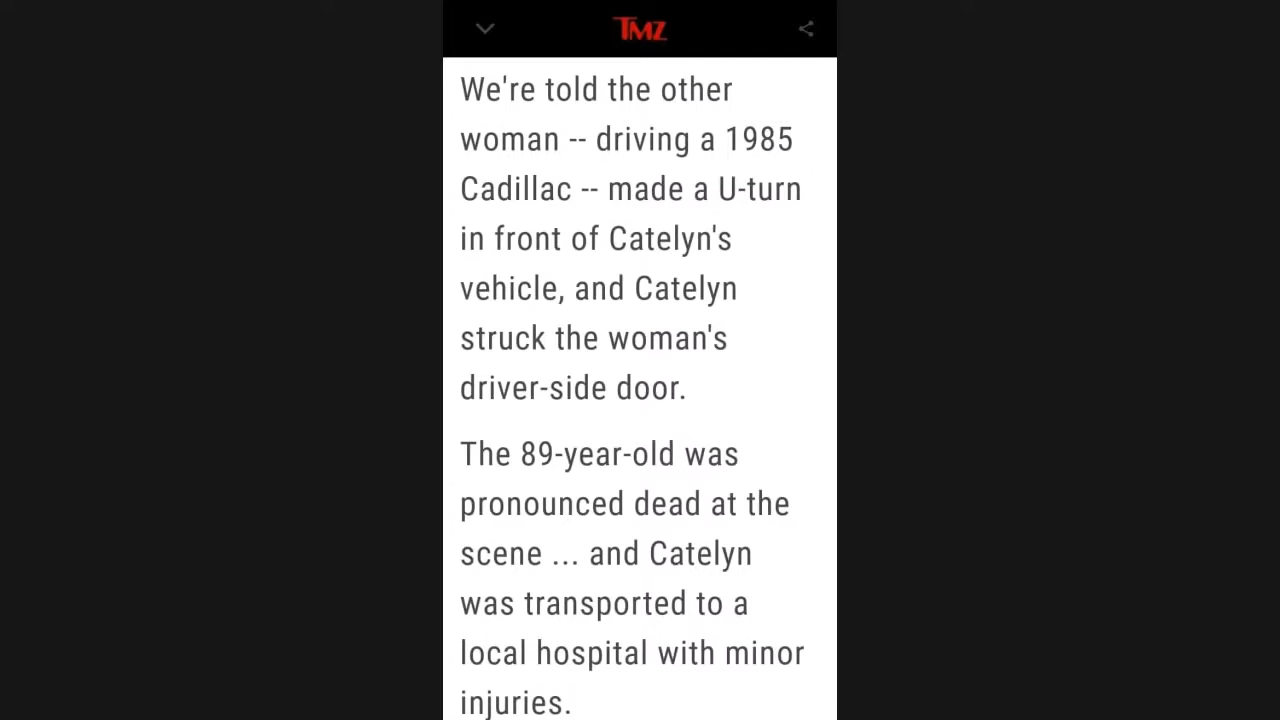 TMZ
We're told the other
woman -- driving a 1985
Cadillac -- made a U-turn
in front of Catelyn's
vehicle, and Catelyn
struck the woman's
driver-side door.
The 89-year-old was
pronounced dead at the
scene ... and Catelyn
was transported to a
local hospital with minor
injuries.